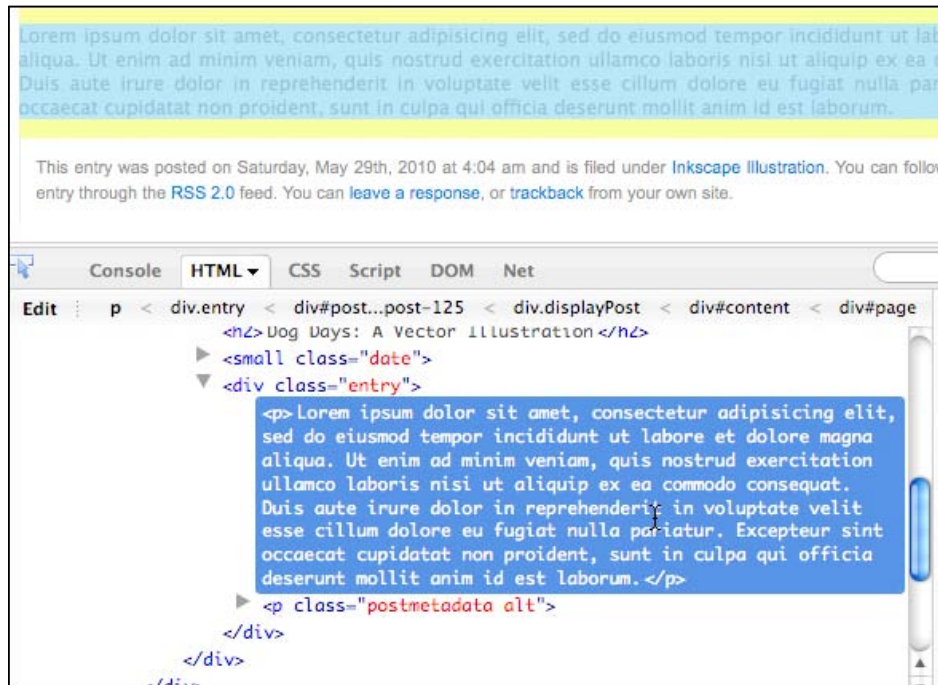 Lorem ipsum dolor sit amet, consectetur adipisicing elit, sed do eiusmod tempor incididunt ut lab
aliqua. Ut enim ad minim veniam, quis nostrud exercitation ullamco laboris nisi ut aliquip ex ea
Duis aute irure dolor in reprehenderit in voluptate velit esse cillum dolore eu fugiat nulla par
occaecat cupidatat non proident, sunt in culpa qui officia deserunt mollit anim id est laborum.
This entry was posted on Saturday, May 29th, 2010 at 4:04 am and is filed under Inkscape Illustration. You can follow
entry through the RSS 2.0 feed. You can leave a response, or trackback from your own site.
Console HTML CSS Script DOM Net
Edit p < div.entry < div#post...post-125 < div.displayPost < div#content < div#page
<h2>Dog Days: A Vector Illustration</h2>
<small class="date">
<div class="entry">
<p>Lorem ipsum dolor sit amet, consectetur adipisicing elit,
sed do eiusmod tempor incididunt ut labore et dolore magna
aliqua. Ut enim ad minim veniam, quis nostrud exercitation
ullamco laboris nisi ut aliquip ex ea commodo consequat.
Duis aute irure dolor in reprehenderit in voluptate velit
esse cillum dolore eu fugiat nulla pariatur. Excepteur sint
occaecat cupidatat non proident, sunt in culpa qui officia
deserunt mollit anim id est laborum.</p>
<p class="postmetadata alt">
</div>
</div>
</div>